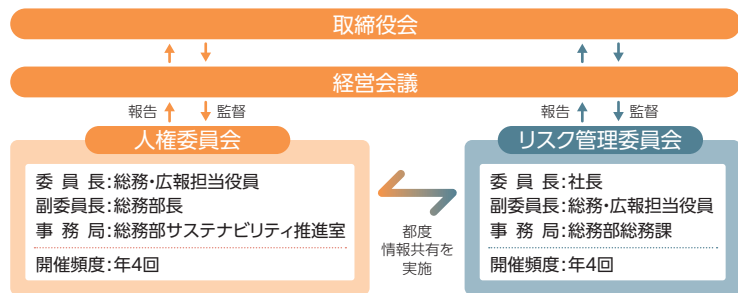 取締役会
経営会議
報告 監督
報告 監督
人権委員会
委員長:総務・広報担当役員
副委員長:総務部長
事務局:総務部サステナビリティ推進室
開催頻度:年4回
都度
情報共有を
実施
リスク管理委員会
委員長:社長
副委員長:総務・広報担当役員
事務局:総務部総務課
開催頻度:年4回